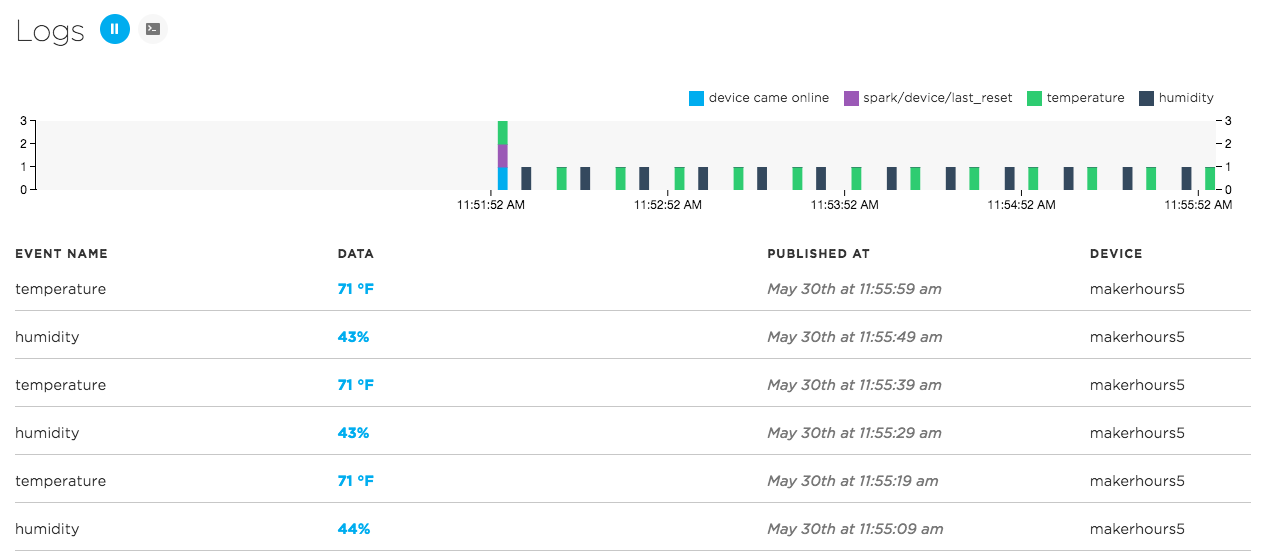 Logs
device came online spark/device/last_reset temperature humidity
3 3
2 2
1 1
0 0
11:51:52 AM 11:52:52 AM 11:53:52 AM 11:54:52 AM 11:55:52 AM
EVENT NAME DATA PUBLISHED AT DEVICE
temperature 71 °F May 30th at 11:55:59 am makerhours5
humidity 43% May 30th at 11:55:49 am makerhours5
temperature 71 °F May 30th at 11:55:39 am makerhours5
humidity 43% May 30th at 11:55:29 am makerhours5
temperature 71 °F May 30th at 11:55:19 am makerhours5
humidity 44% May 30th at 11:55:09 am makerhours5